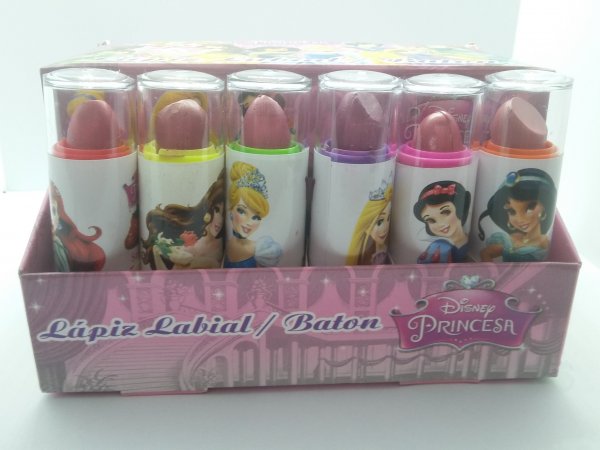 Lápiz Labial / Baton
Disney
PRINCESA